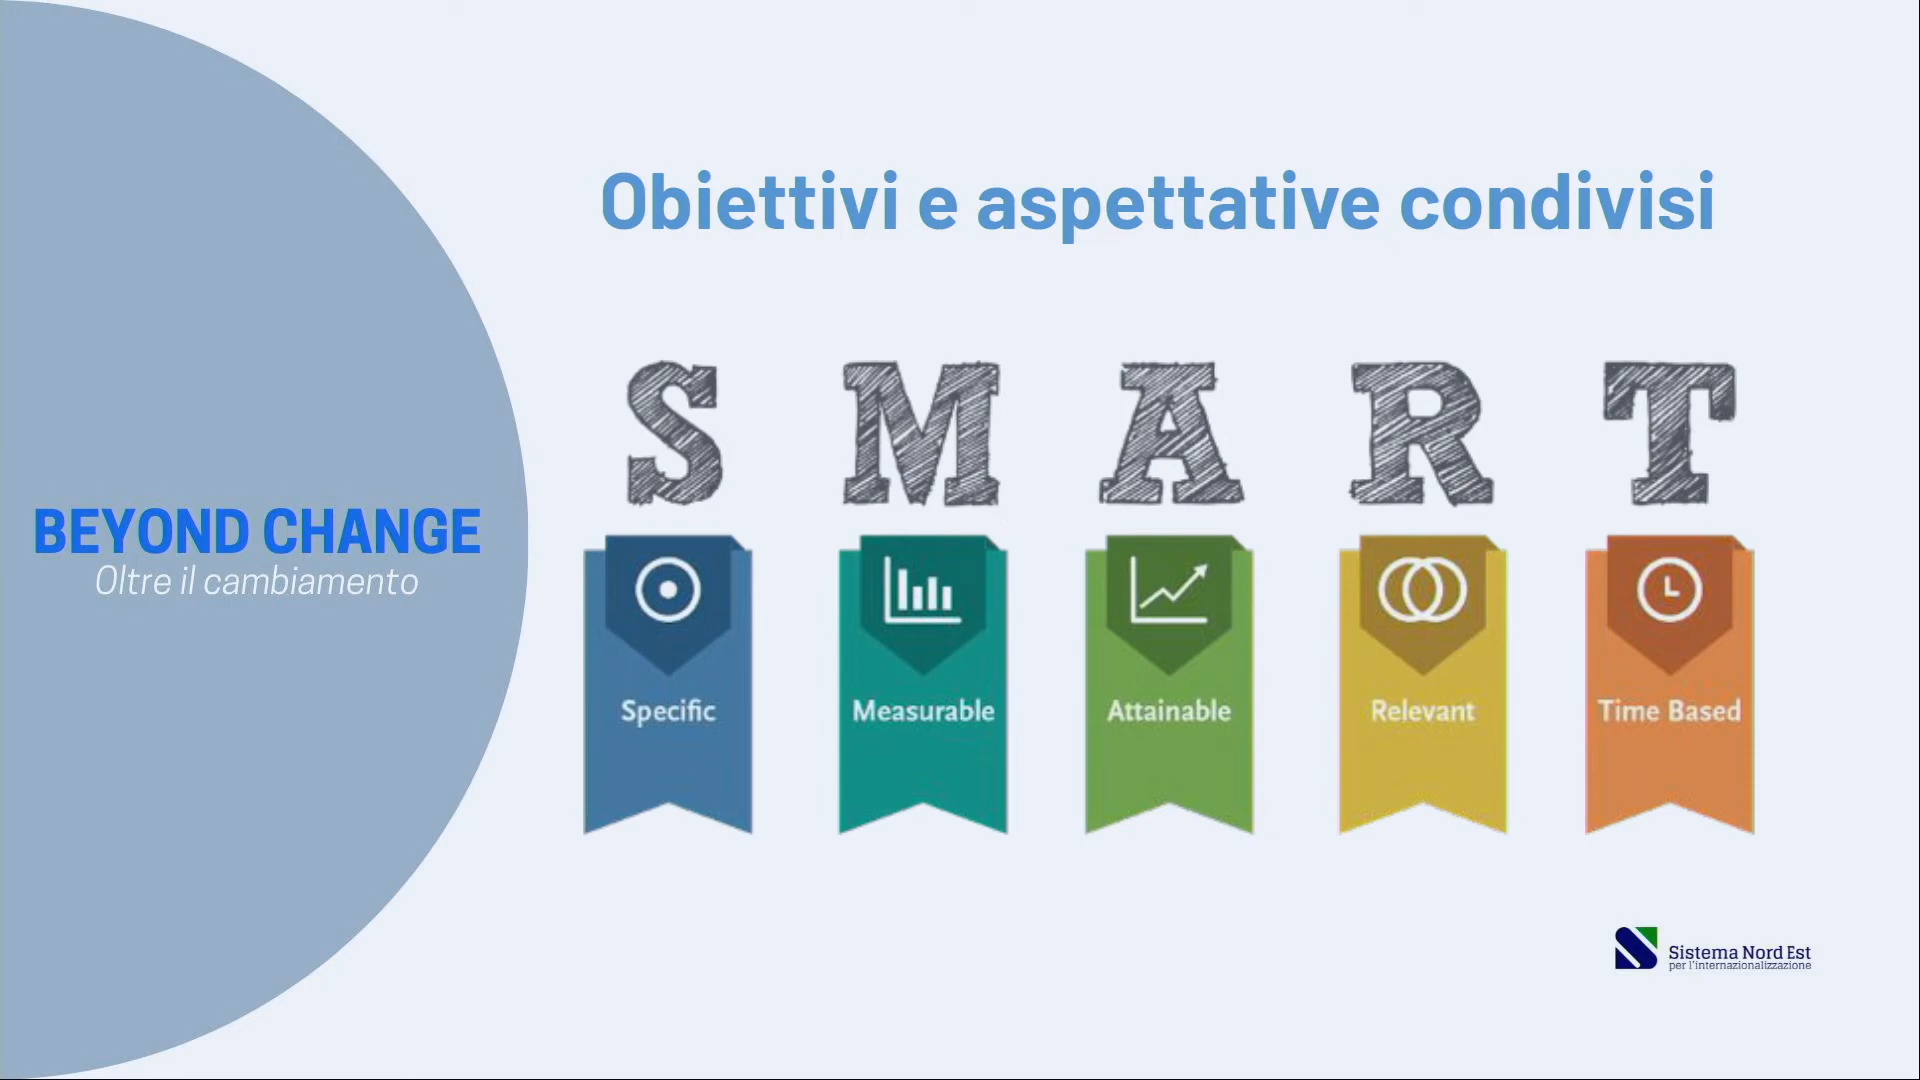 Obiettivi e aspettative condivisi
S M A R T
Specific Measurable Attainable Relevant Time Based
BEYOND CHANGE
Oltre il cambiamento
Sistema Nord Est
per l'internazionalizzazione